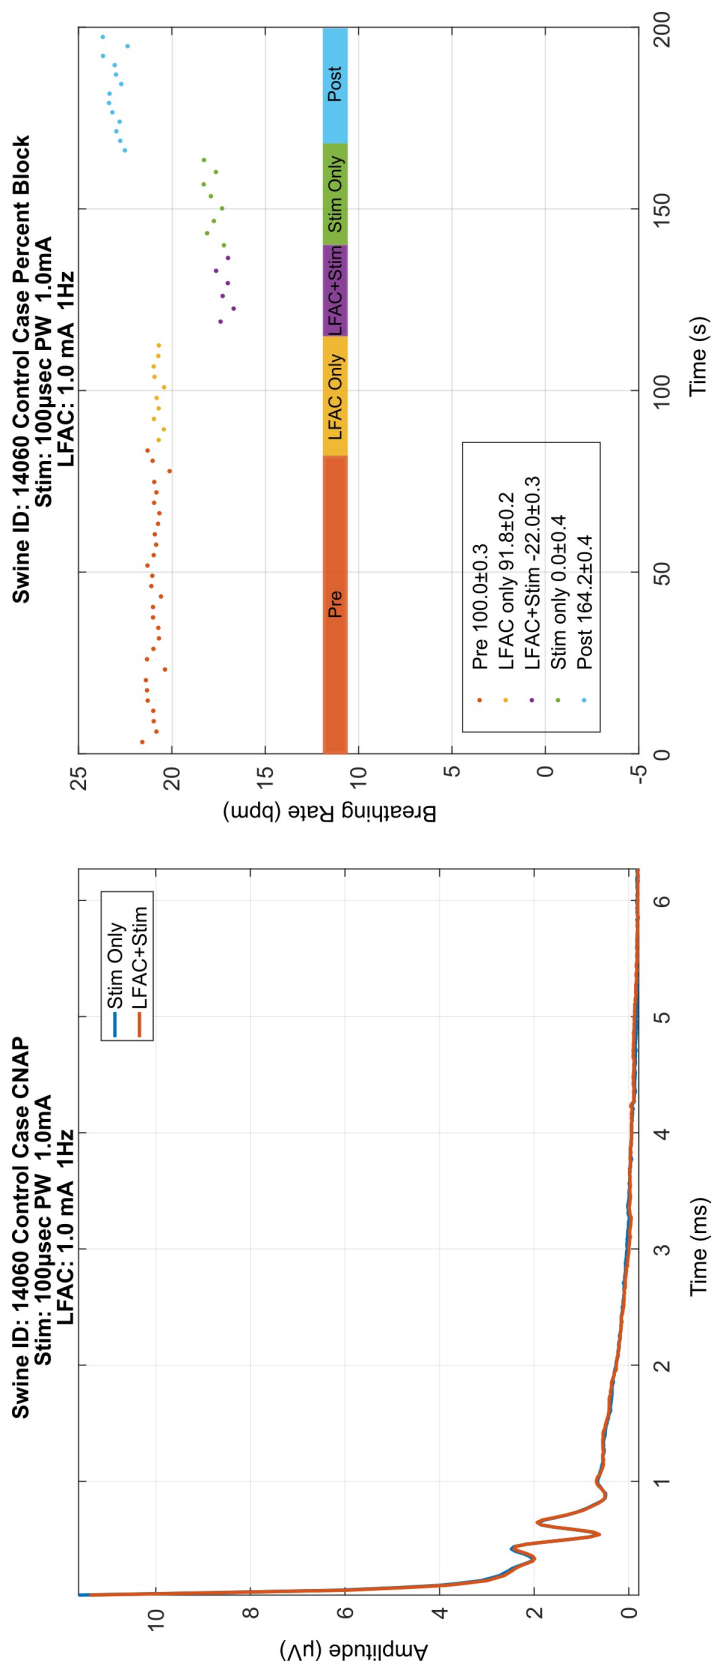 Swine ID: 14060 Control Case CNAP
Stim: 100µsec PW 1.0mA
LFAC: 1.0 mA 1Hz
Stim Only
LFAC+Stim
Amplitude (µV)
10
8
6
4
2
0
1
2
3
4
5
6
Time (ms)
Swine ID: 14060 Control Case Percent Block
Stim: 100µsec PW 1.0mA
LFAC: 1.0 mA 1Hz
Breathing Rate (bpm)
25
20
15
10
5
0
-5
Pre
LFAC Only
LFAC+Stim
Stim Only
Post
Pre 100.0±0.3
LFAC only 91.8±0.2
LFAC+Stim -22.0±0.3
Stim only 0.0±0.4
Post 164.2±0.4
0
50
100
150
200
Time (s)